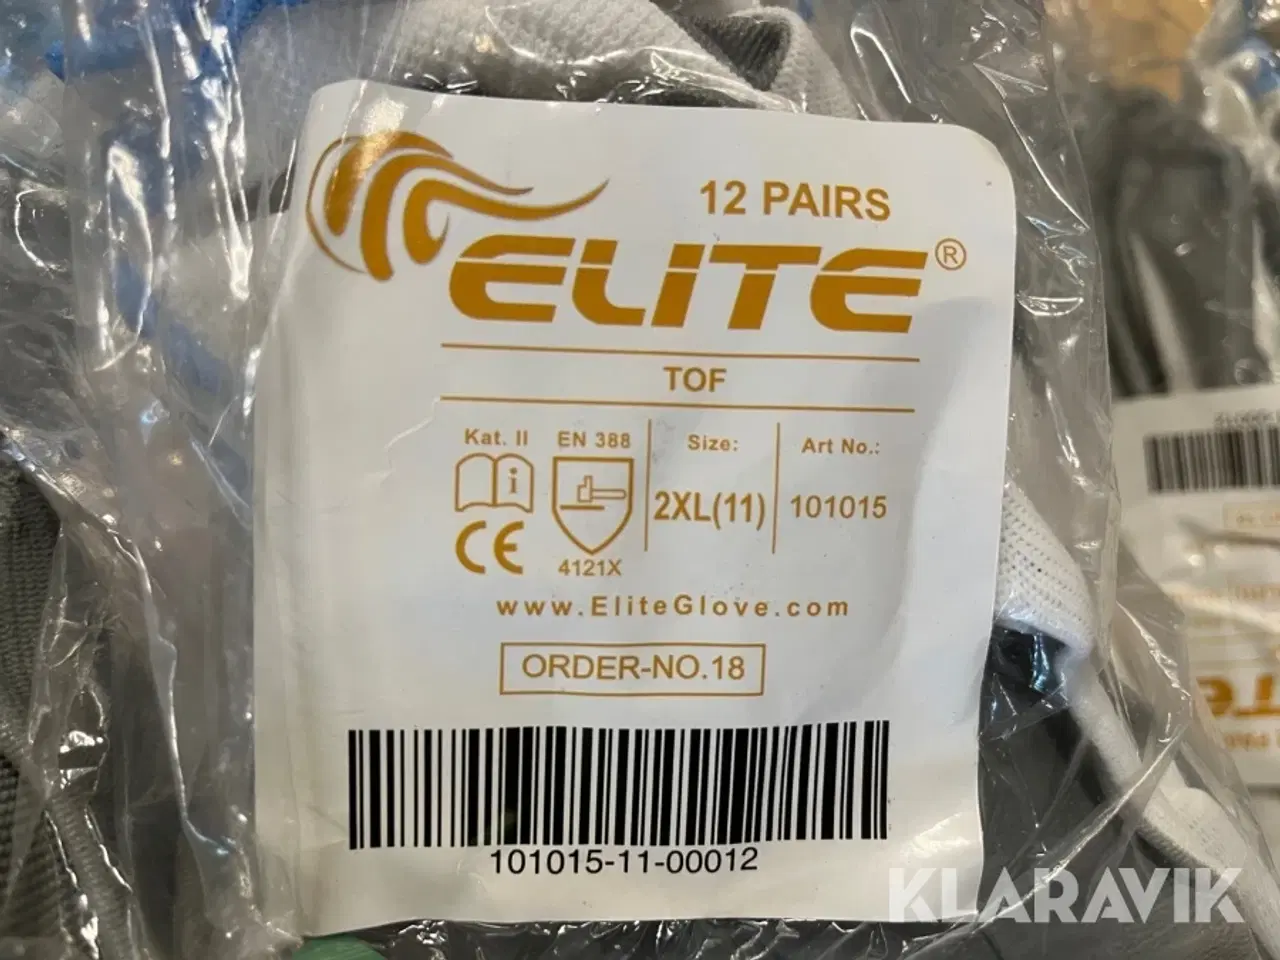 12 PAIRS
ELITE®
TOF
Kat. II
EN 388
Size:
Art No.:
i
CE
4121X
2XL(11)
101015
www.EliteGlove.com
ORDER-NO.18
101015-11-00012
KLARAVIK